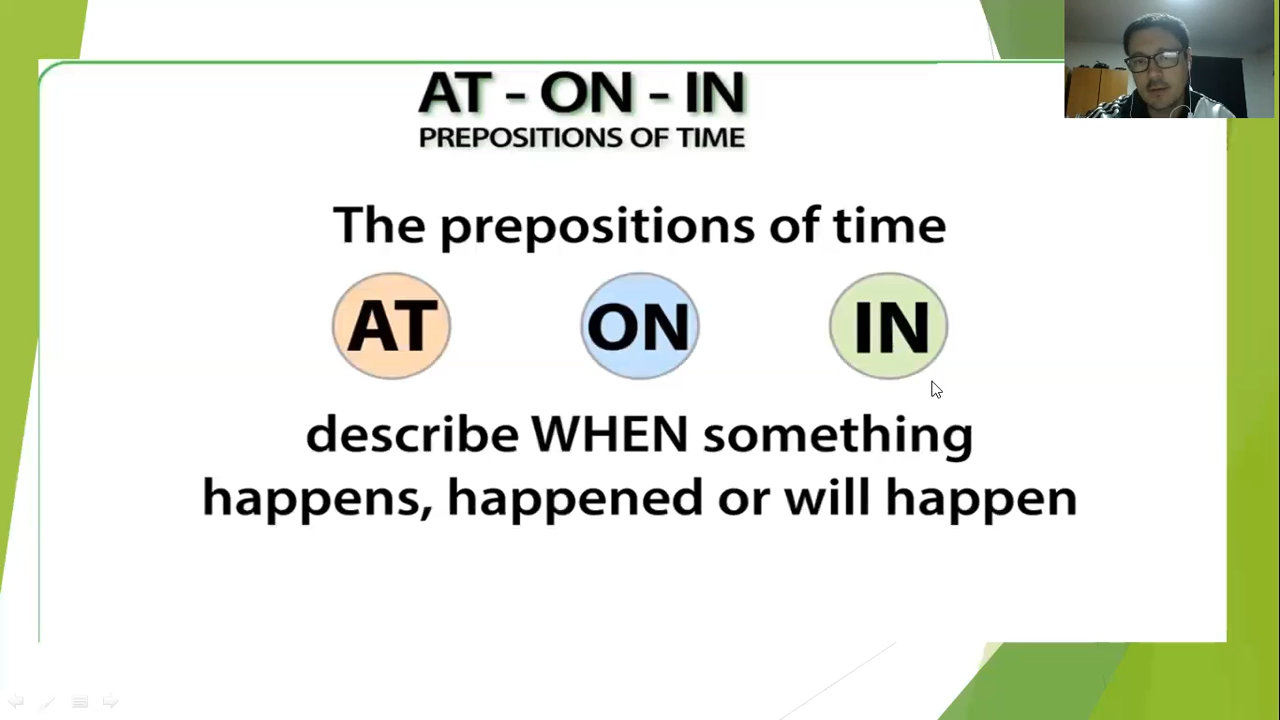 AT - ON - IN
PREPOSITIONS OF TIME
The prepositions of time
AT ON IN
describe WHEN something
happens, happened or will happen